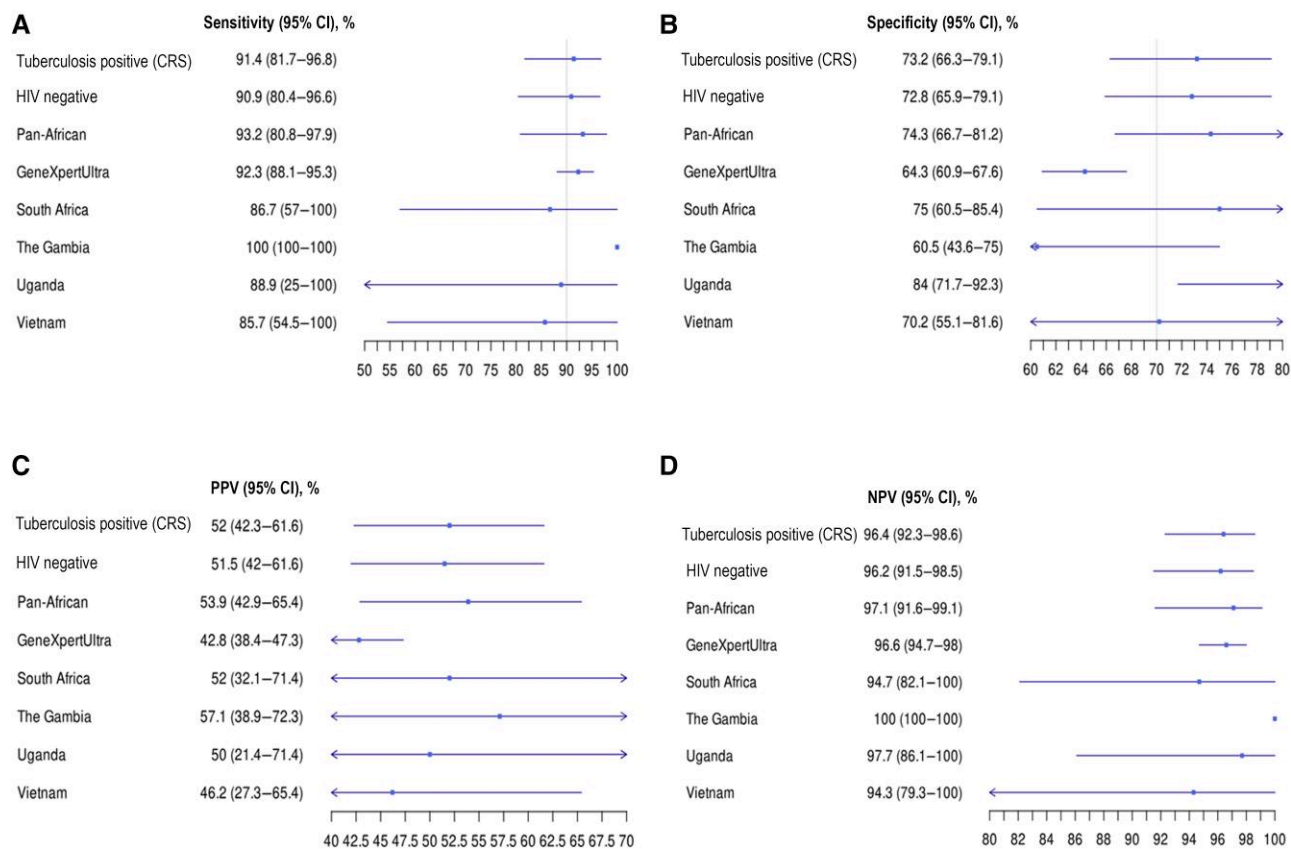 A
Sensitivity (95% CI), %
Tuberculosis positive (CRS) 91.4 (81.7–96.8)
HIV negative 90.9 (80.4–96.6)
Pan-African 93.2 (80.8–97.9)
GeneXpertUltra 92.3 (88.1–95.3)
South Africa 86.7 (57–100)
The Gambia 100 (100–100)
Uganda 88.9 (25–100)
Vietnam 85.7 (54.5–100)
50 55 60 65 70 75 80 85 90 95 100
B
Specificity (95% CI), %
Tuberculosis positive (CRS) 73.2 (66.3–79.1)
HIV negative 72.8 (65.9–79.1)
Pan-African 74.3 (66.7–81.2)
GeneXpertUltra 64.3 (60.9–67.6)
South Africa 75 (60.5–85.4)
The Gambia 60.5 (43.6–75)
Uganda 84 (71.7–92.3)
Vietnam 70.2 (55.1–81.6)
60 62 64 66 68 70 72 74 76 78 80
C
PPV (95% CI), %
Tuberculosis positive (CRS) 52 (42.3–61.6)
HIV negative 51.5 (42–61.6)
Pan-African 53.9 (42.9–65.4)
GeneXpertUltra 42.8 (38.4–47.3)
South Africa 52 (32.1–71.4)
The Gambia 57.1 (38.9–72.3)
Uganda 50 (21.4–71.4)
Vietnam 46.2 (27.3–65.4)
40 42.5 45 47.5 50 52.5 55 57.5 60 62.5 65 67.5 70
D
NPV (95% CI), %
Tuberculosis positive (CRS) 96.4 (92.3–98.6)
HIV negative 96.2 (91.5–98.5)
Pan-African 97.1 (91.6–99.1)
GeneXpertUltra 96.6 (94.7–98)
South Africa 94.7 (82.1–100)
The Gambia 100 (100–100)
Uganda 97.7 (86.1–100)
Vietnam 94.3 (79.3–100)
80 82 84 86 88 90 92 94 96 98 100